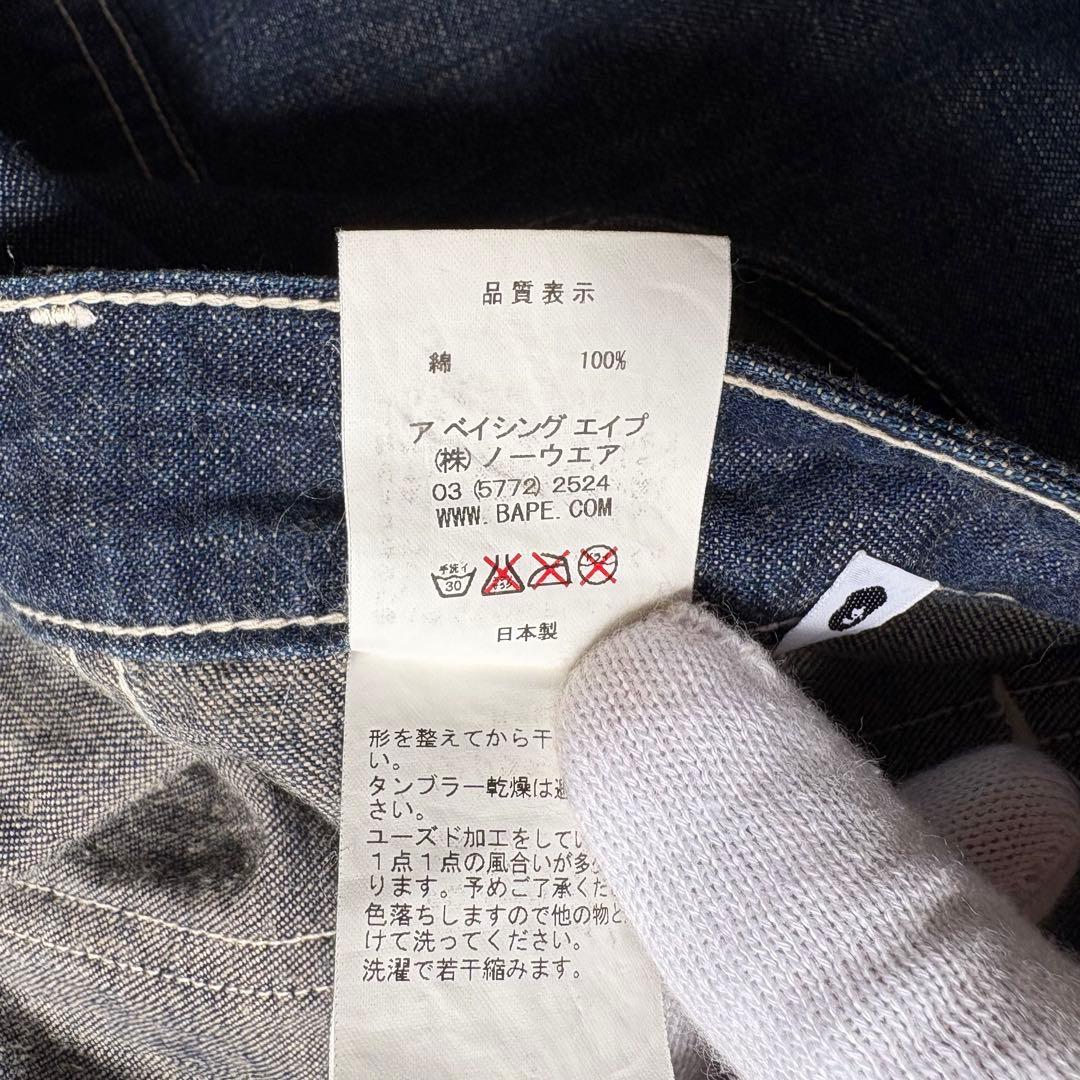 品質表示
綿 100%
ア ベイシング エイプ
(株) ノーウエア
03 (5772) 2524
WWW. BAPE. COM
手洗イ 30 ドライ
日本製
形を整えてから干
い。
タンブラー乾燥は
さい。
ユーズド加工をしてい
1点1点の風合いが多少
ります。予めご了承くだ
色落ちしますので他の物と
けて洗ってください。
洗濯で若干縮みます。